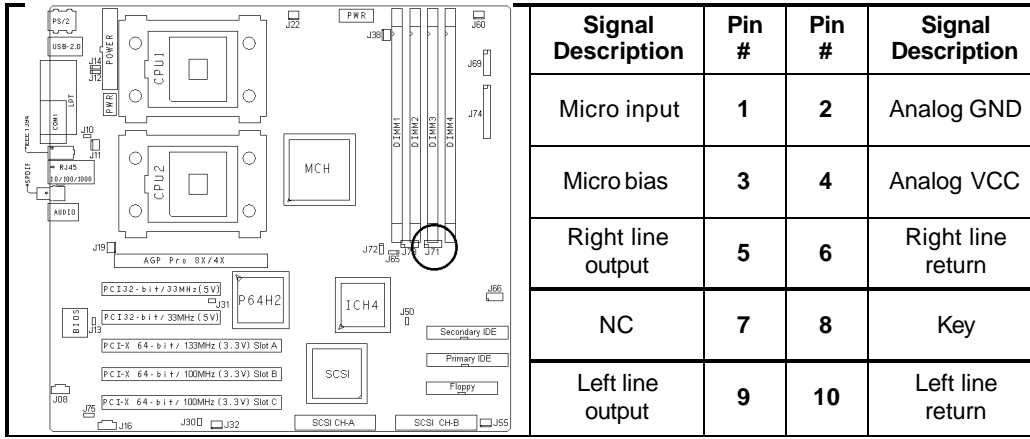 PS/2
USB-2.0
POWER
J14
J12
PWR
LPT
COM1
J10
J11
RJ45
10/100/1000
AUDIO
CPU1
CPU2
J22
PWR
J38
J60
J69
J74
DIMM1
DIMM2
DIMM3
DIMM4
MCH
J19
J72
J71
AGP Pro 8X/4X
PCI32-bit/33MHz(5V)
J31
P64H2
ICH4
J66
J50
BIOS
J13
PCI32-bit/33MHz (5V)
Secondary IDE
PCI-X 64-bit/ 133MHz (3.3V) Slot A
Primary IDE
PCI-X 64-bit/ 100MHz (3.3V) Slot B
SCSI
Floppy
PCI-X 64-bit/ 100MHz (3.3V) Slot C
J08
J75
J16
J30
J32
SCSI CH-A
SCSI CH-B
J55
Signal Description Pin # Pin # Signal Description
Micro input 1 2 Analog GND
Micro bias 3 4 Analog VCC
Right line output 5 6 Right line return
NC 7 8 Key
Left line output 9 10 Left line return